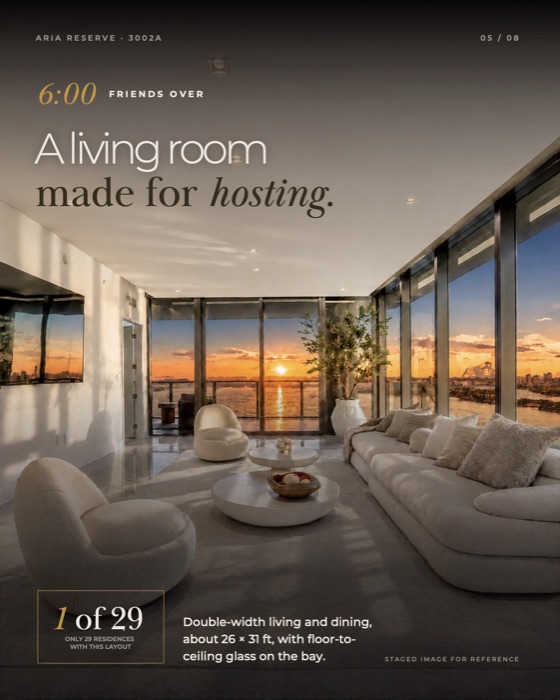 ARIA RESERVE · 3002A
05 / 08
6:00 FRIENDS OVER
A living room
made for hosting.
1 of 29
ONLY 29 RESIDENCES
WITH THIS LAYOUT
Double-width living and dining,
about 26 × 31 ft, with floor-to-
ceiling glass on the bay.
STAGED IMAGE FOR REFERENCE